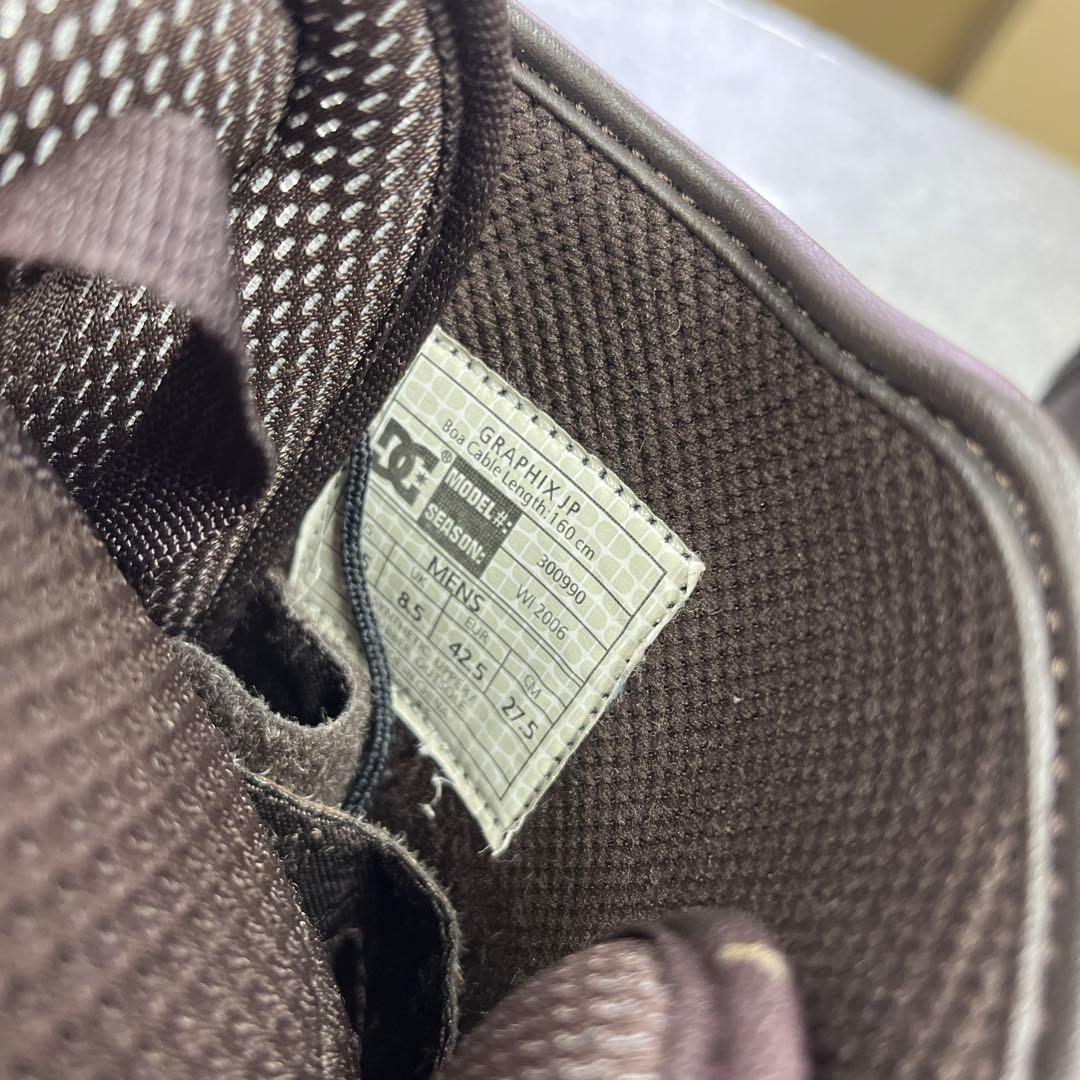 GRAPHIX JP
Boa Cable Length:160 cm
DC®
MODEL#: 300990
SEASON: WI 2006
MENS
UK EUR CM
8.5 42.5 27.5